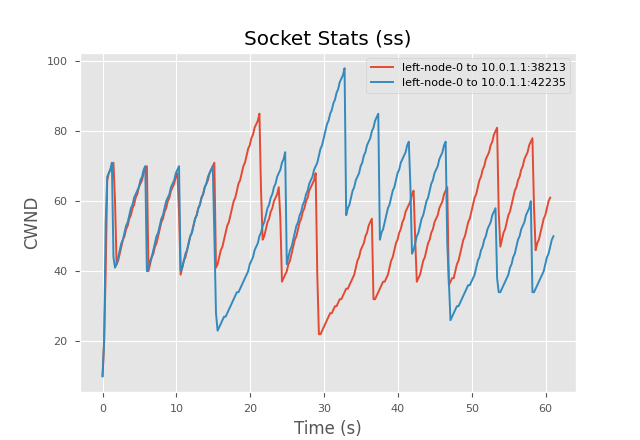 Socket Stats (ss)
left-node-0 to 10.0.1.1:38213
left-node-0 to 10.0.1.1:42235
100
80
60
40
20
CWND
0 10 20 30 40 50 60
Time (s)